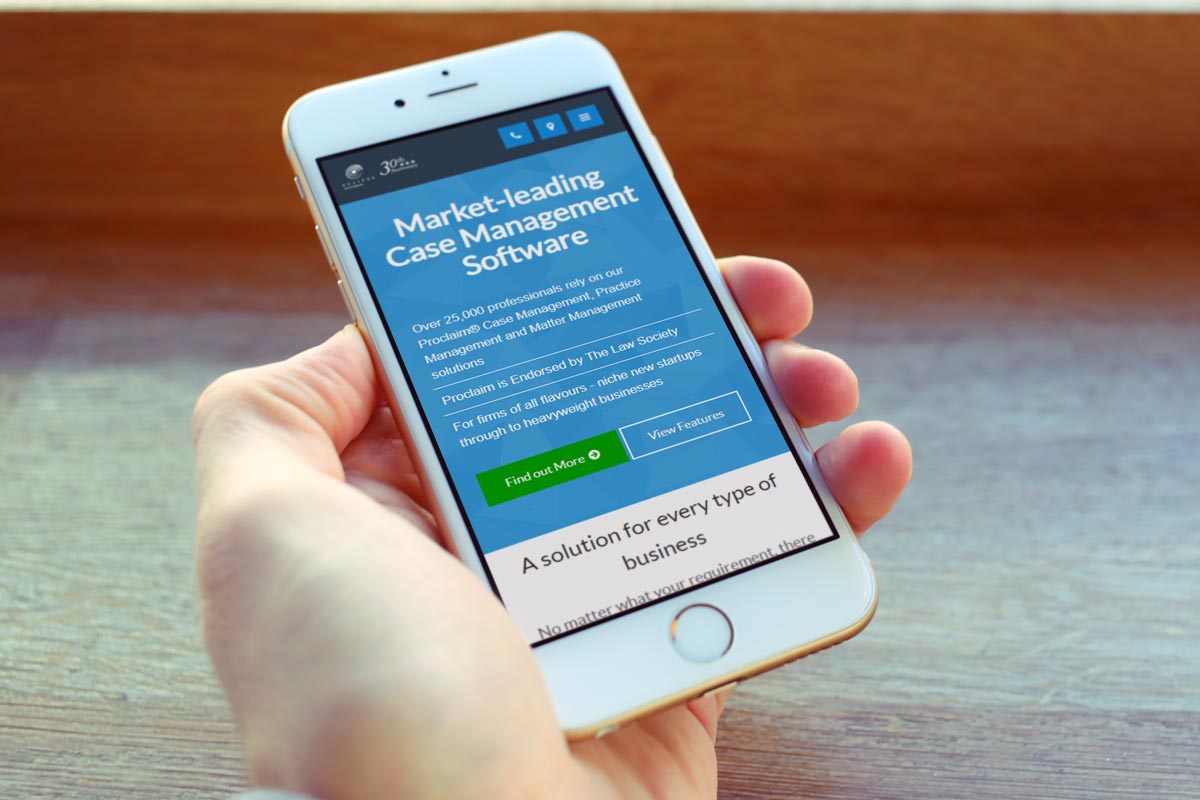 30th
Market-leading
Case Management
Software
Over 25,000 professionals rely on our
Proclaim® Case Management, Practice
Management and Matter Management
solutions
Proclaim is Endorsed by The Law Society
For firms of all flavours - niche new startups
through to heavyweight businesses
Find out More
View Features
A solution for every type of
business
No matter what your requirement, there